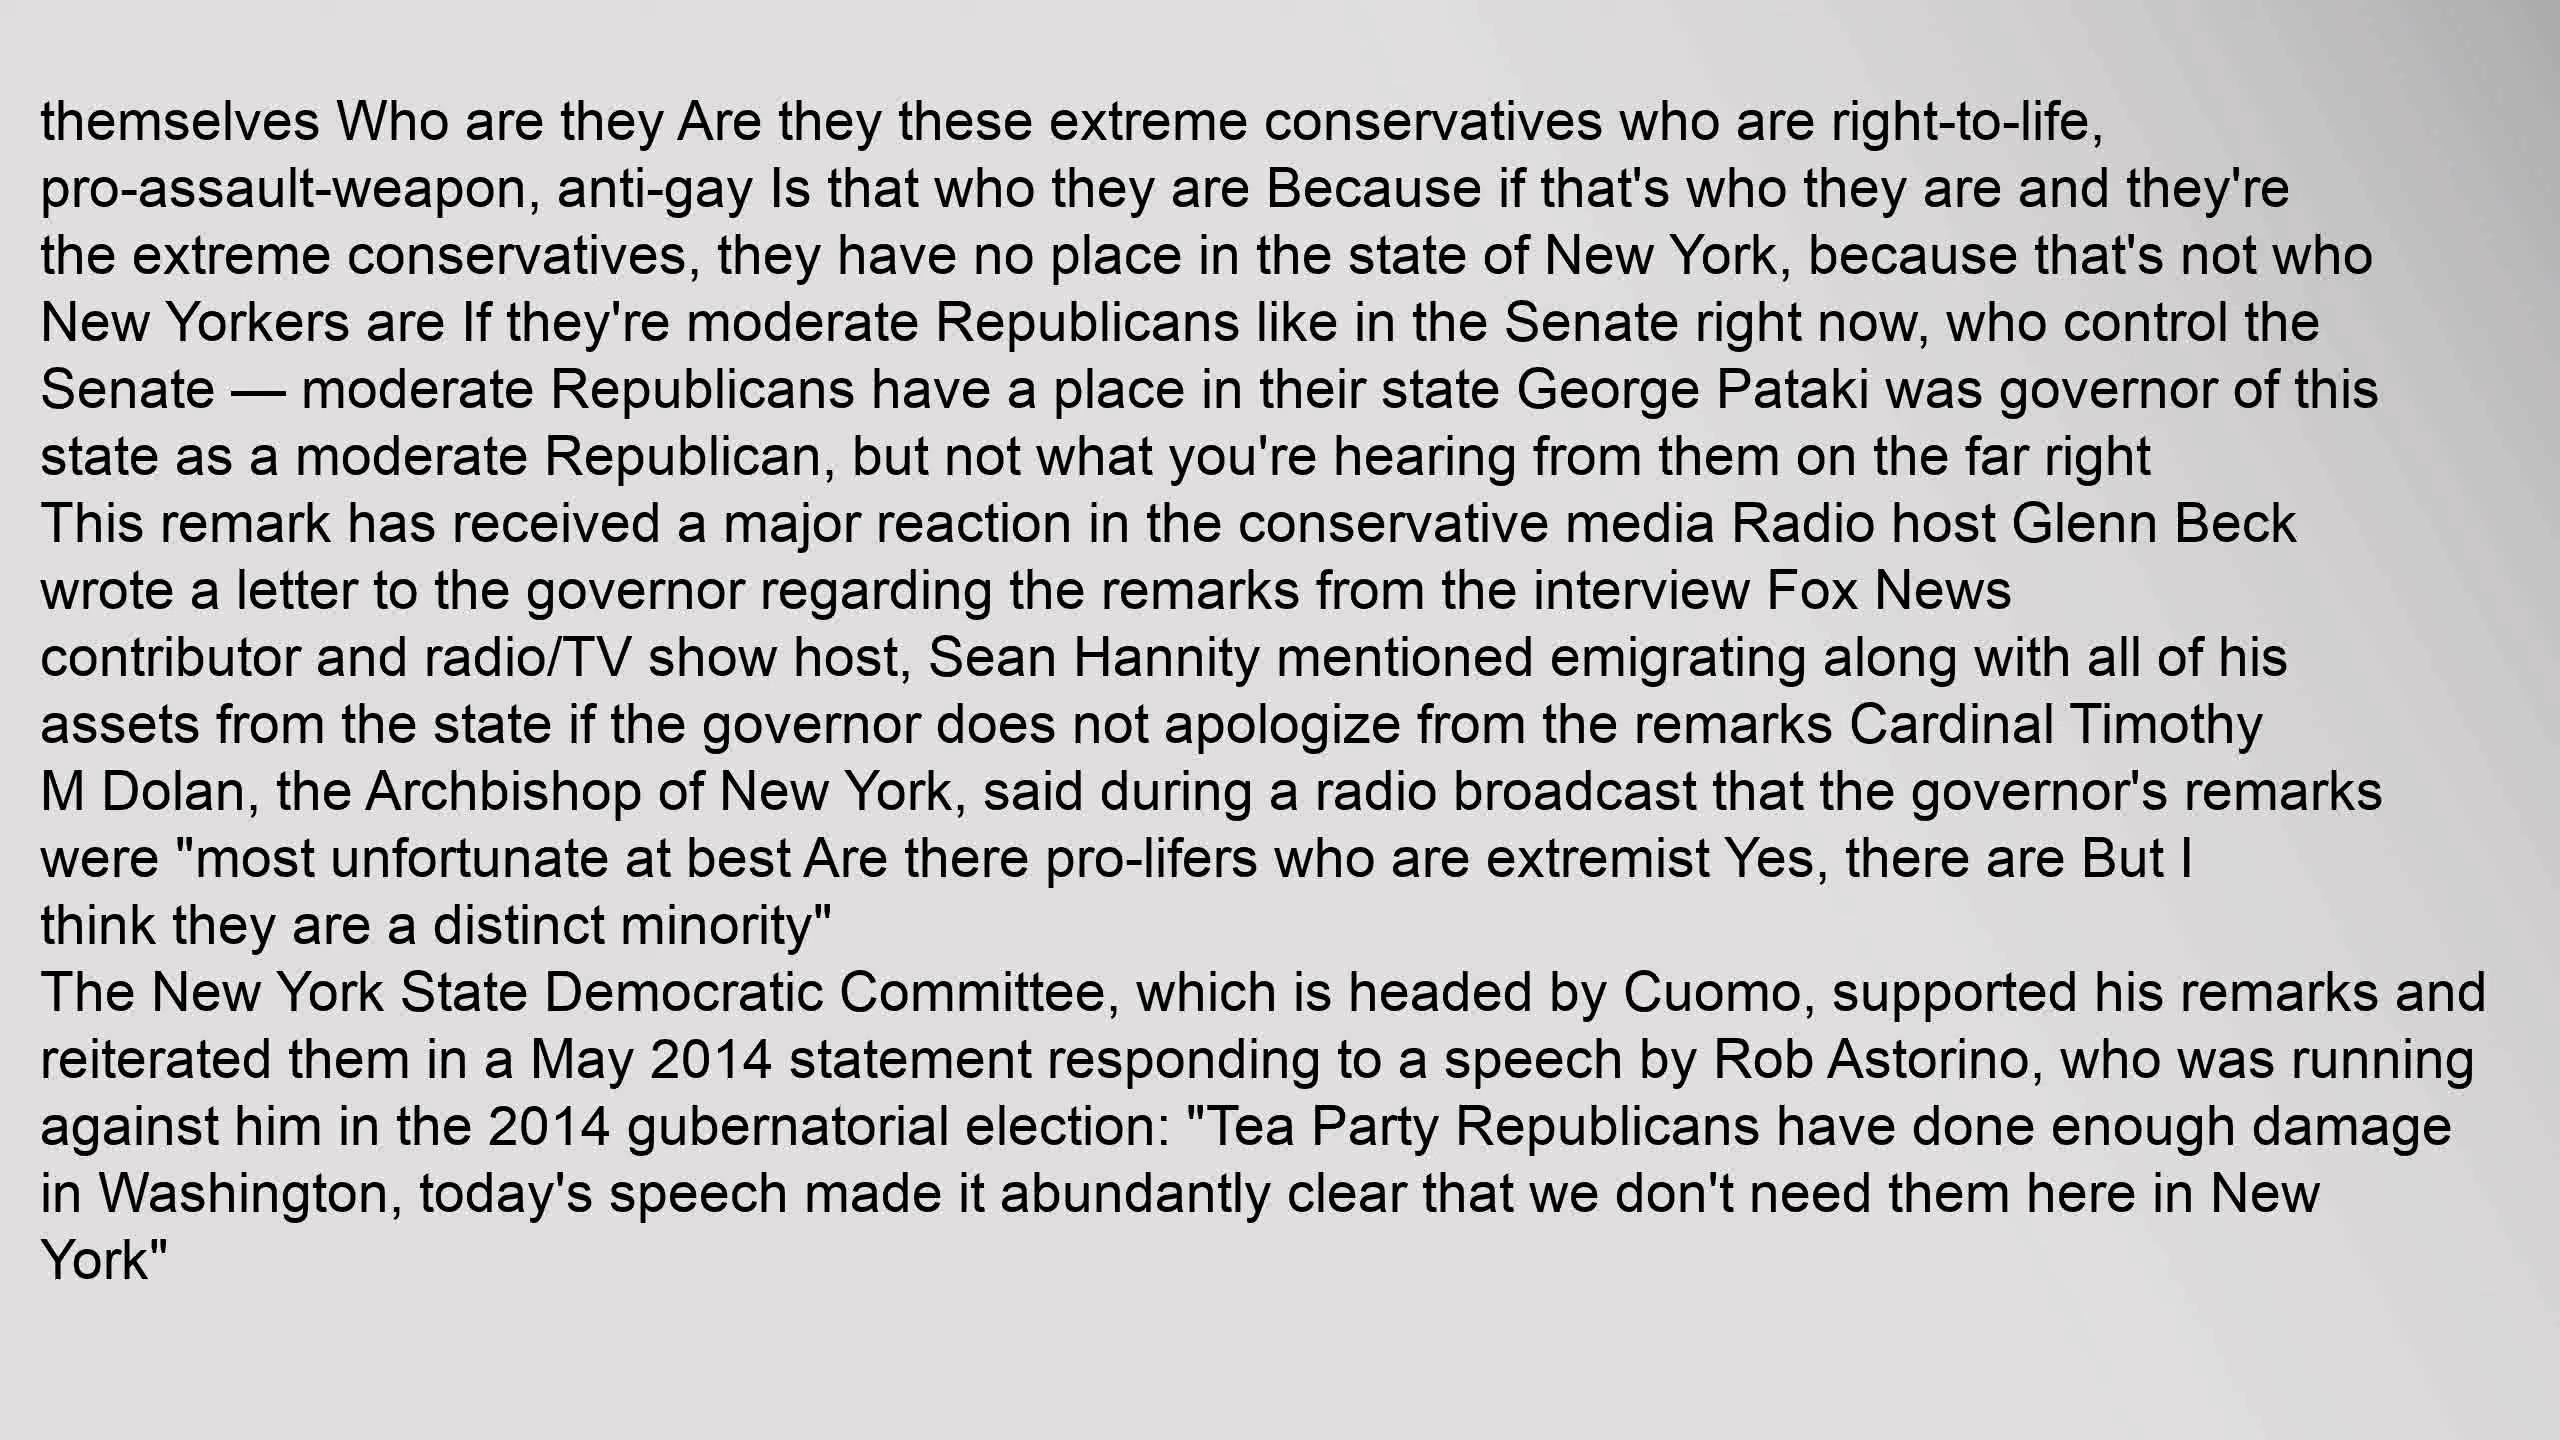 themselves Who are they Are they these extreme conservatives who are right-to-life,
pro-assault-weapon, anti-gay Is that who they are Because if that's who they are and they're
the extreme conservatives, they have no place in the state of New York, because that's not who
New Yorkers are If they're moderate Republicans like in the Senate right now, who control the
Senate — moderate Republicans have a place in their state George Pataki was governor of this
state as a moderate Republican, but not what you're hearing from them on the far right
This remark has received a major reaction in the conservative media Radio host Glenn Beck
wrote a letter to the governor regarding the remarks from the interview Fox News
contributor and radio/TV show host, Sean Hannity mentioned emigrating along with all of his
assets from the state if the governor does not apologize from the remarks Cardinal Timothy
M Dolan, the Archbishop of New York, said during a radio broadcast that the governor's remarks
were "most unfortunate at best Are there pro-lifers who are extremist Yes, there are But I
think they are a distinct minority"
The New York State Democratic Committee, which is headed by Cuomo, supported his remarks and
reiterated them in a May 2014 statement responding to a speech by Rob Astorino, who was running
against him in the 2014 gubernatorial election: "Tea Party Republicans have done enough damage
in Washington, today's speech made it abundantly clear that we don't need them here in New
York"